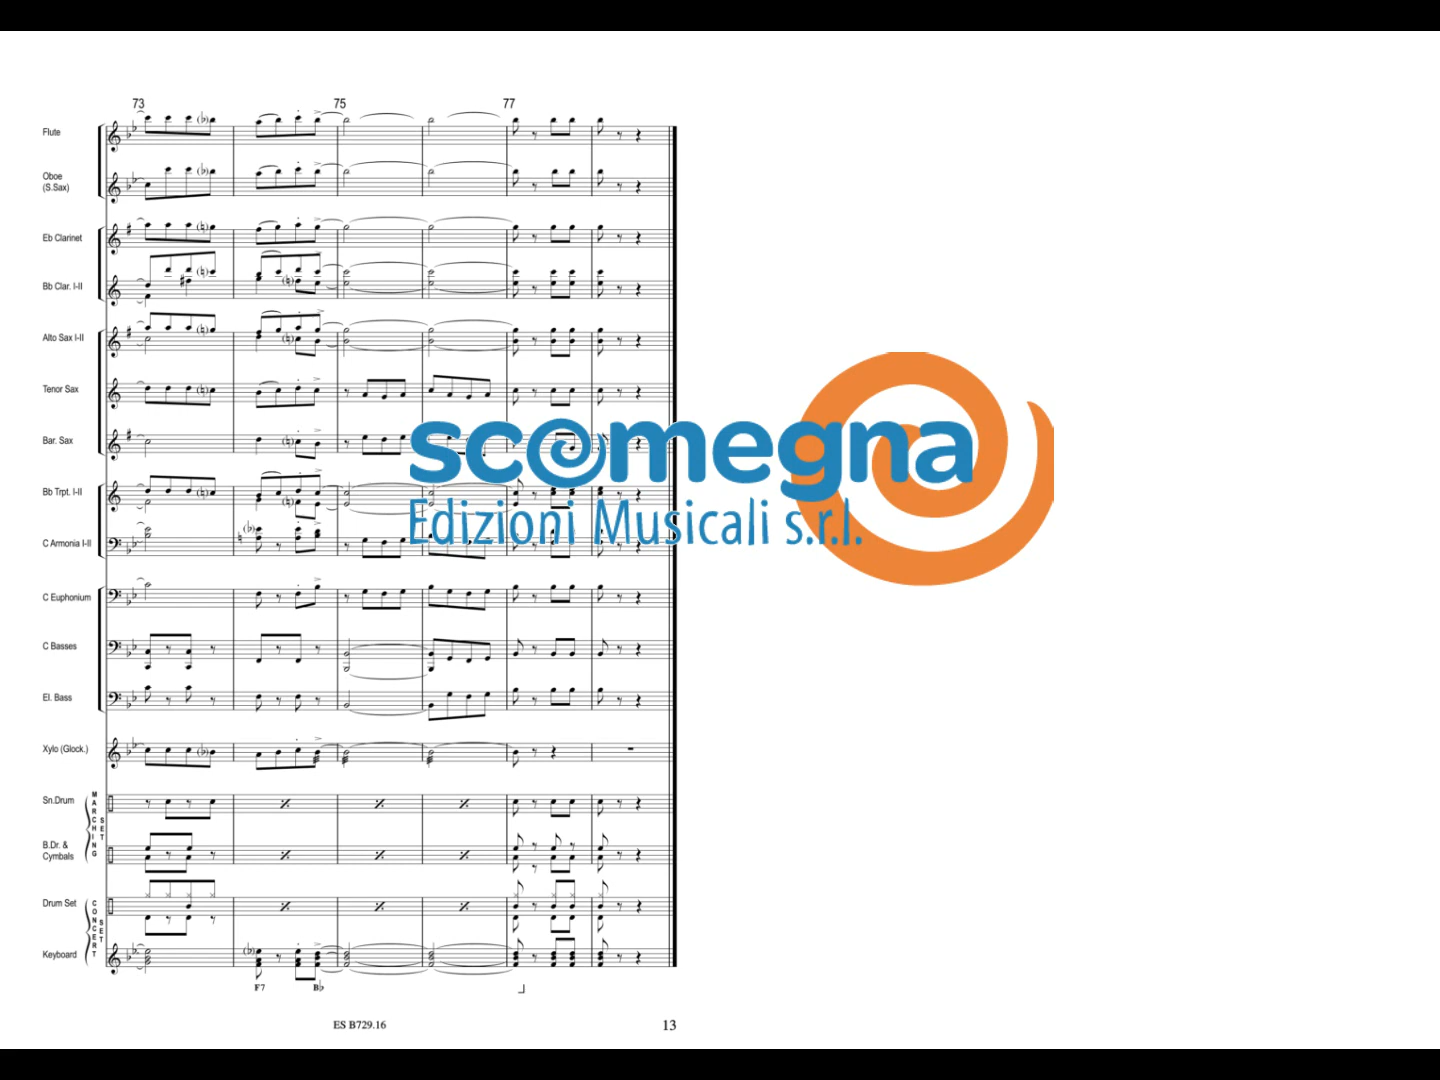 73 75 77
Flute
Oboe
(S.Sax)
Eb Clarinet
Bb Clar. I-II
Alto Sax I-II
Tenor Sax
Bar. Sax
Bb Trpt. I-II
C Armonia I-II
C Euphonium
C Basses
El. Bass
Xylo (Glock.)
Sn.Drum
B.Dr. &
Cymbals
MARCHING
SET
Drum Set
Keyboard
CONCERT
SET
F7 B♭
ES B729.16
13
scomegna
Edizioni Musicali s.r.l.